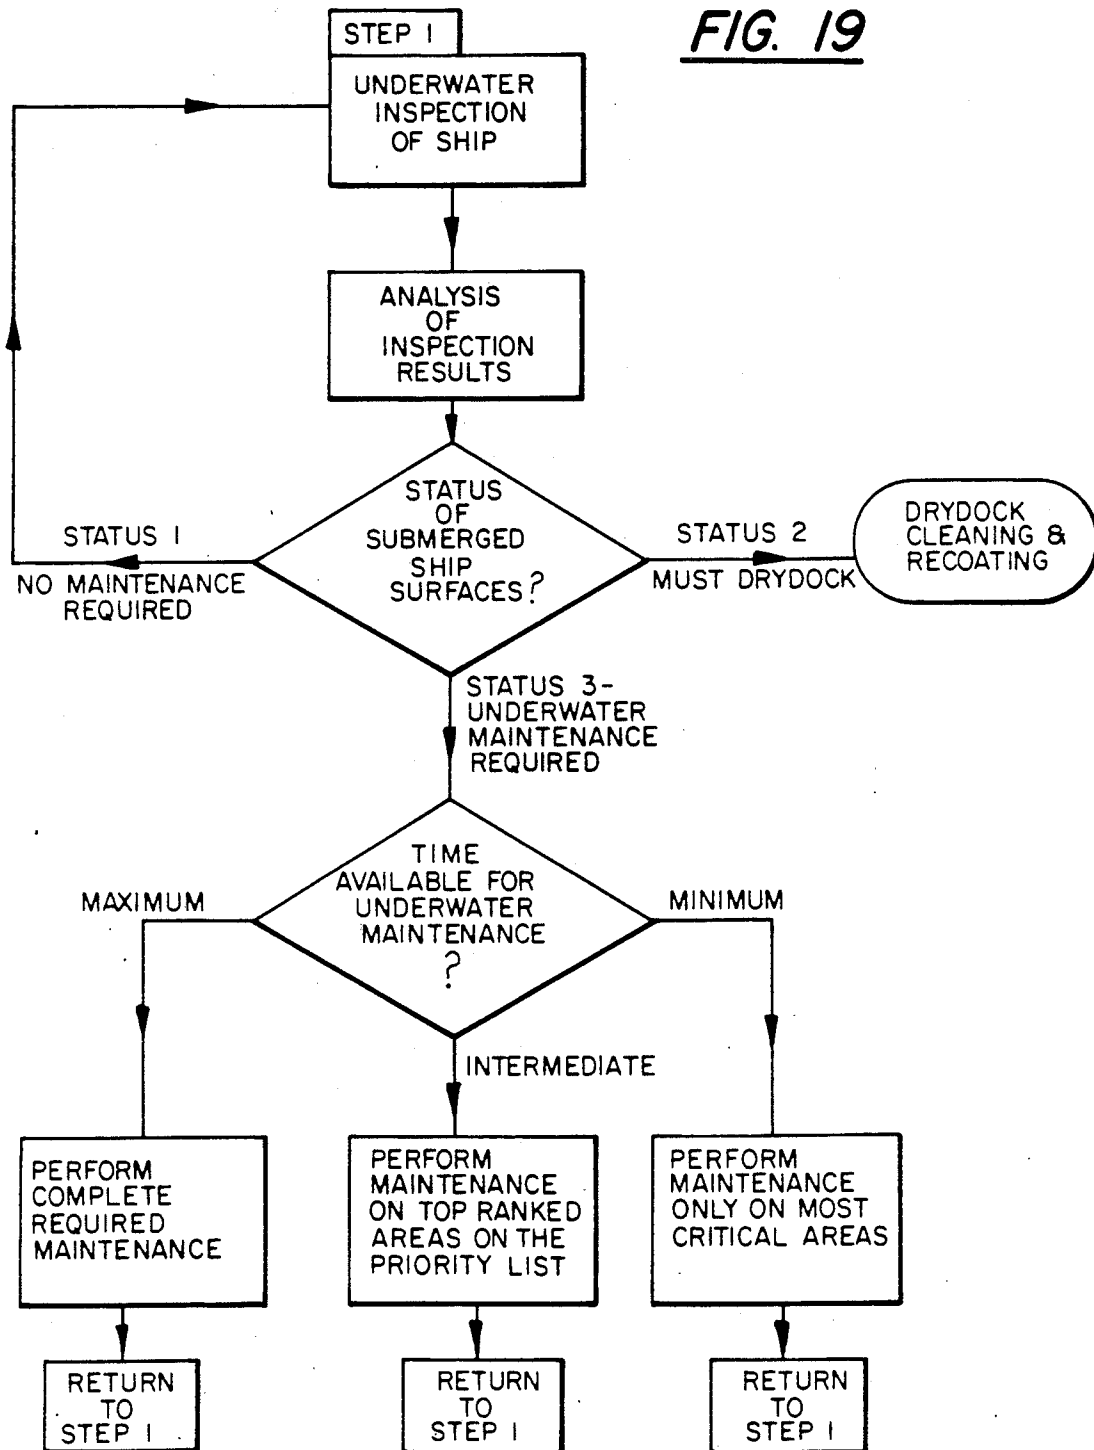 FIG. 19
STEP 1
UNDERWATER
INSPECTION
OF SHIP
ANALYSIS
OF
INSPECTION
RESULTS
STATUS
OF
SUBMERGED
SHIP
SURFACES?
STATUS 1
NO MAINTENANCE
REQUIRED
STATUS 2
MUST DRYDOCK
DRYDOCK
CLEANING &
RECOATING
STATUS 3-
UNDERWATER
MAINTENANCE
REQUIRED
TIME
AVAILABLE FOR
UNDERWATER
MAINTENANCE
?
MAXIMUM
MINIMUM
INTERMEDIATE
PERFORM
COMPLETE
REQUIRED
MAINTENANCE
PERFORM
MAINTENANCE
ON TOP RANKED
AREAS ON THE
PRIORITY LIST
PERFORM
MAINTENANCE
ONLY ON MOST
CRITICAL AREAS
RETURN
TO
STEP 1
RETURN
TO
STEP 1
RETURN
TO
STEP 1